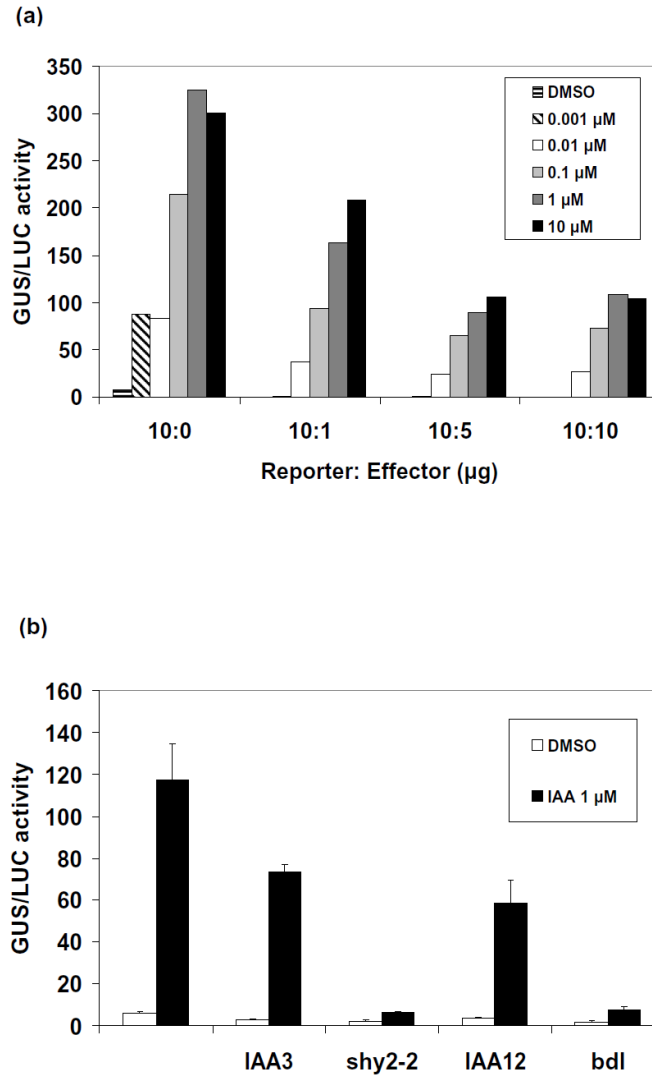 (a)
350
300
250
200
150
100
50
0
GUS/LUC activity
DMSO
0.001 µM
0.01 µM
0.1 µM
1 µM
10 µM
10:0 10:1 10:5 10:10
Reporter: Effector (µg)
(b)
160
140
120
100
80
60
40
20
0
GUS/LUC activity
DMSO
IAA 1 µM
IAA3 shy2-2 IAA12 bdl